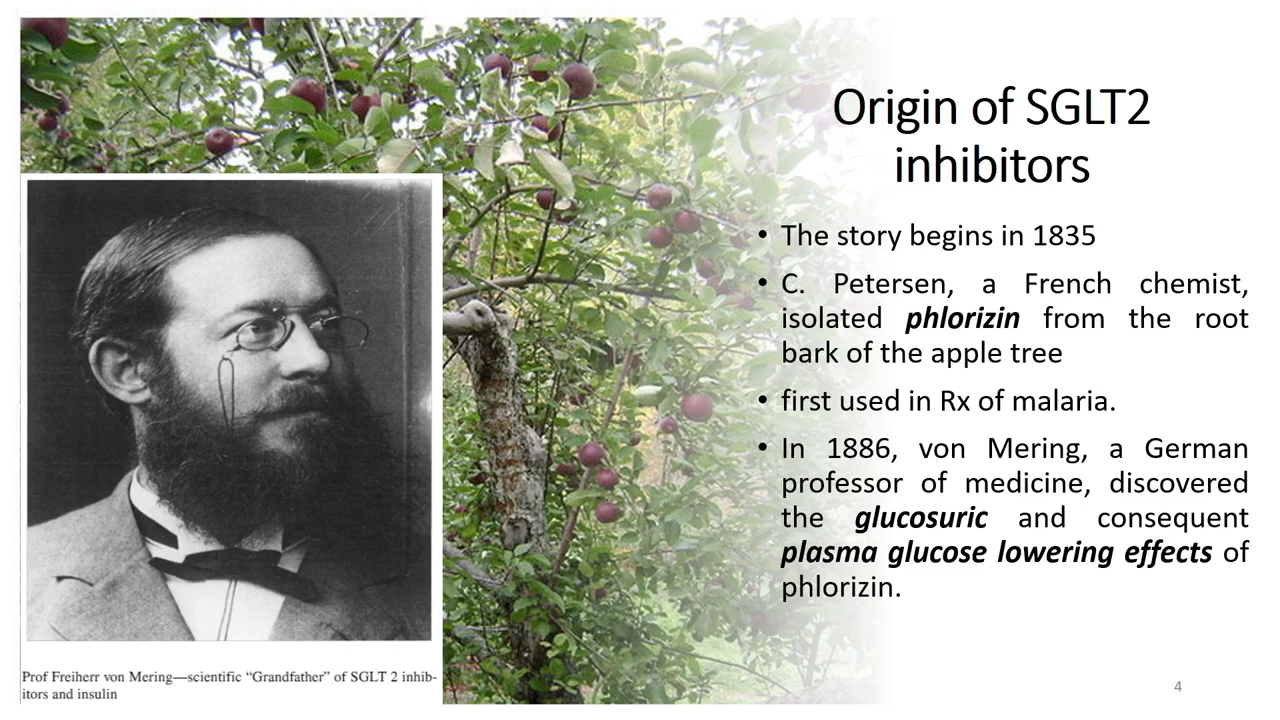 Origin of SGLT2
inhibitors
• The story begins in 1835
• C. Petersen, a French chemist,
isolated phlorizin from the root
bark of the apple tree
• first used in Rx of malaria.
• In 1886, von Mering, a German
professor of medicine, discovered
the glucosuric and consequent
plasma glucose lowering effects of
phlorizin.
Prof Freiherr von Mering—scientific “Grandfather” of SGLT 2 inhib-
itors and insulin
4